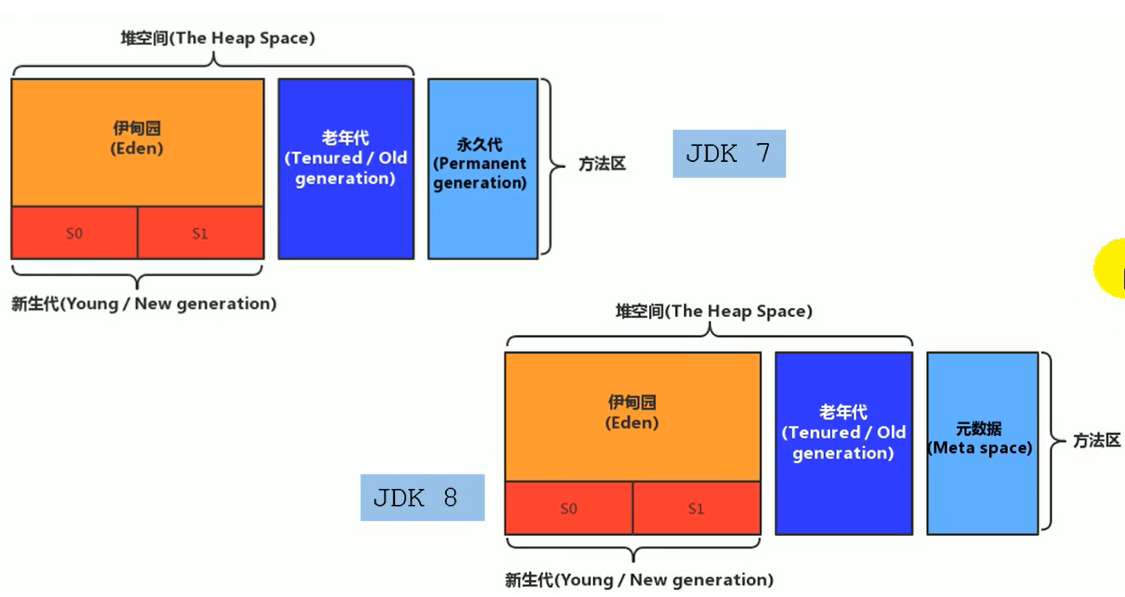 堆空间(The Heap Space)
伊甸园
(Eden)
老年代
(Tenured / Old
generation)
永久代
(Permanent
generation)
方法区
JDK 7
S0
S1
新生代(Young / New generation)
堆空间(The Heap Space)
伊甸园
(Eden)
老年代
(Tenured / Old
generation)
元数据
(Meta space)
方法区
JDK 8
S0
S1
新生代(Young / New generation)